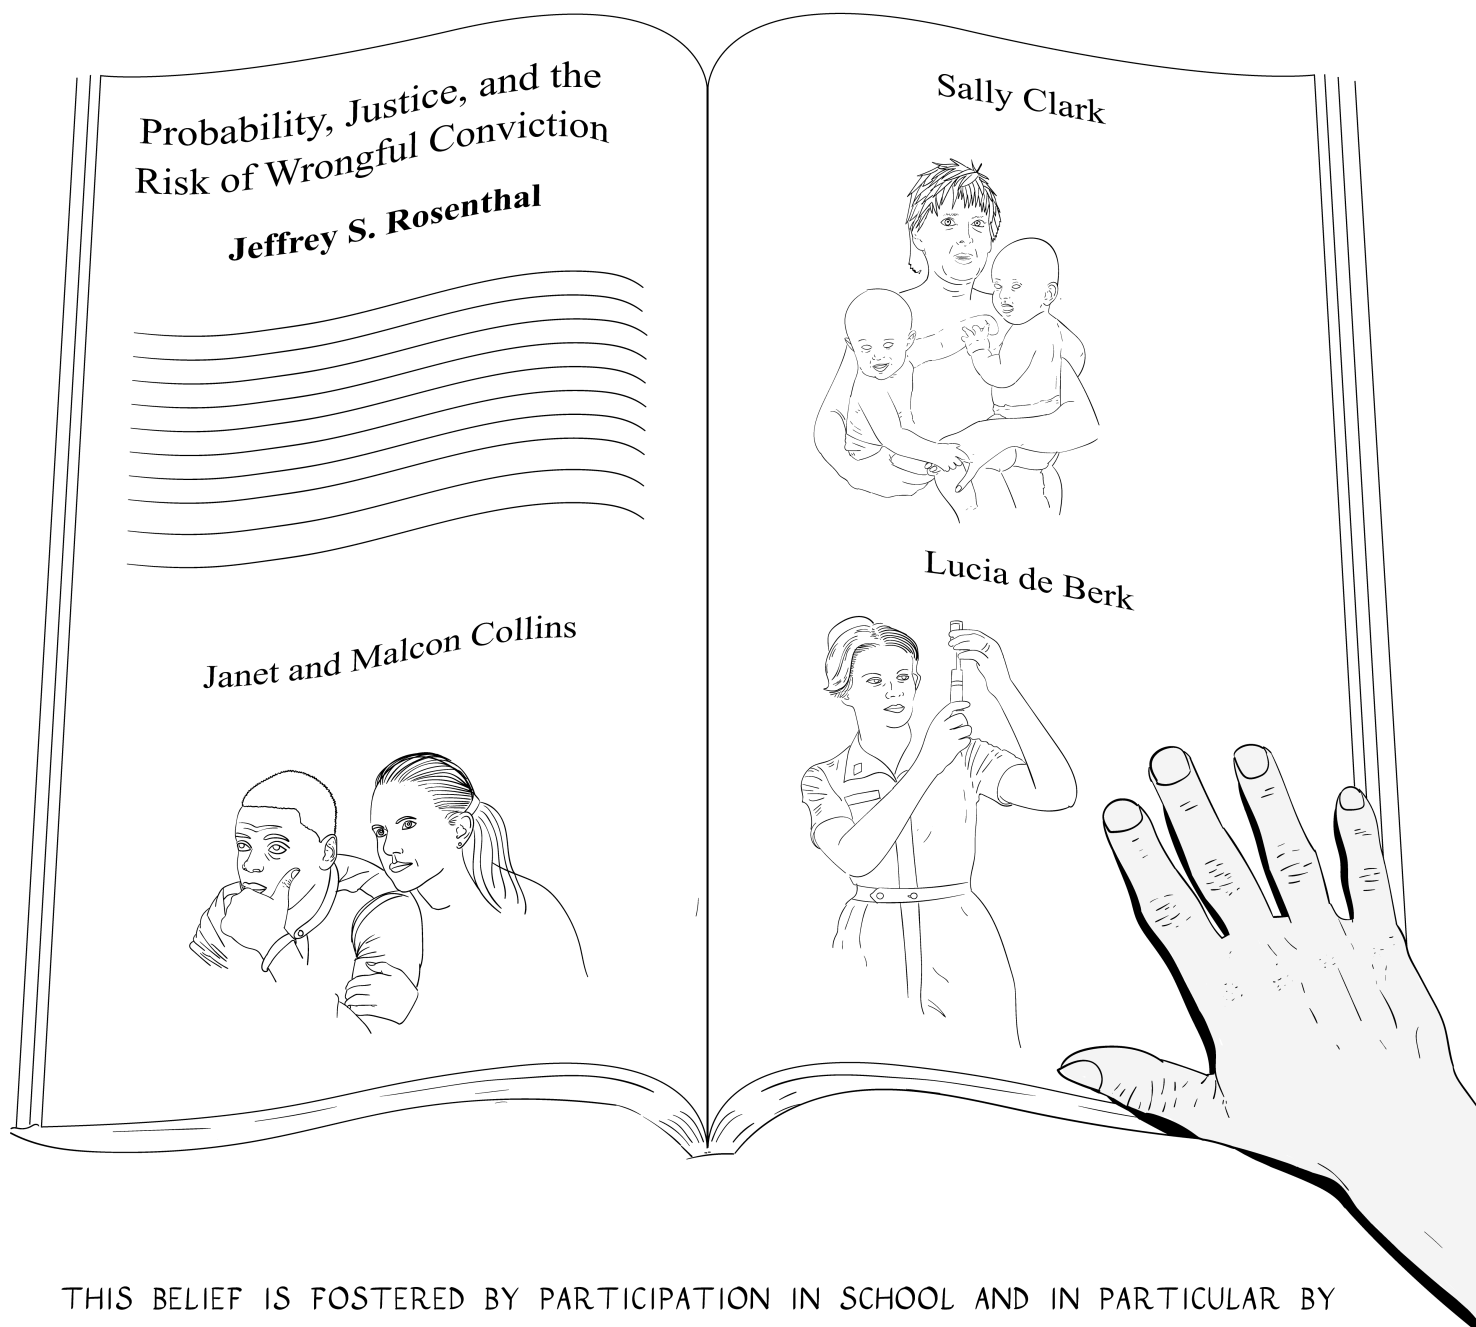 Probability, Justice, and the
Risk of Wrongful Conviction
Jeffrey S. Rosenthal
Janet and Malcon Collins
Sally Clark
Lucia de Berk
THIS BELIEF IS FOSTERED BY PARTICIPATION IN SCHOOL AND IN PARTICULAR BY